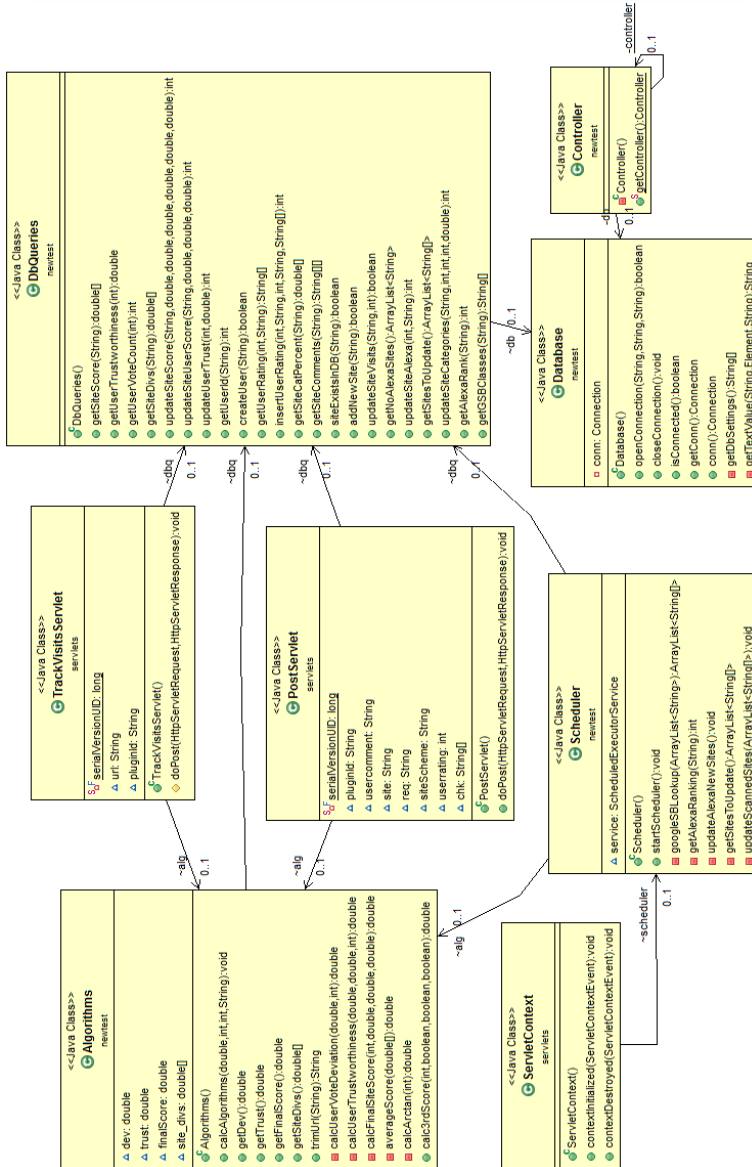 <<Java Class>>
Algorithms
newtest
dev: double
trust: double
finalScore: double
site_divs: double[]
Algorithms()
calcAlgorithms(double,int,int,String):void
getDev():double
getTrust():double
getFinalScore():double
getSiteDivs():double[]
trimUrl(String):String
calcUserVoteDeviation(double,int):double
calcUserTrustworthiness(double,double,int):double
calcFinalSiteScore(int,double,double,double):double
averageScore(double[]):double
calcArctan(int):double
calc3rdScore(int,boolean,boolean,boolean):double
<<Java Class>>
TrackVisitsServlet
servlets
serialVersionUID: long
url: String
pluginId: String
TrackVisitsServlet()
doPost(HttpServletRequest,HttpServletResponse):void
<<Java Class>>
DbQueries
newtest
DbQueries()
getSiteScore(String):double[]
getUserTrustworthiness(int):double
getUserVoteCount(int):int
getSiteDivs(String):double[]
updateSiteScore(String,double,double,double,double,double):int
updateSiteUserScore(String,double,double,double):int
updateUserTrust(int,double):int
getUserId(String):int
createUser(String):boolean
getUserRating(int,String):String[]
insertUserRating(int,String,int,String,String[]):int
getSiteCatPercent(String):double[]
getSiteComments(String):String[][]
siteExistsInDB(String):boolean
addNewSite(String):boolean
updateSiteVisits(String,int):boolean
getNoAlexaSites():ArrayList<String>
updateSiteAlexa(int,String):int
getSitesToUpdate():ArrayList<String[]>
updateSiteCategories(String,int,int,int,double):int
getAlexaRank(String):int
getGSBClasses(String):String[]
~alg
0..1
~dbq
0..1
~dbq
0..1
<<Java Class>>
PostServlet
servlets
serialVersionUID: long
pluginId: String
usercomment: String
site: String
req: String
siteScheme: String
userrating: int
chk: String[]
PostServlet()
doPost(HttpServletRequest,HttpServletResponse):void
~alg
0..1
~dbq
0..1
~alg
0..1
~dbq
0..1
~db
0..1
<<Java Class>>
ServletContext
servlets
ServletContext()
contextInitialized(ServletContextEvent):void
contextDestroyed(ServletContextEvent):void
~scheduler
0..1
<<Java Class>>
Scheduler
newtest
service: ScheduledExecutorService
Scheduler()
startScheduler():void
googleSBLookup(ArrayList<String>):ArrayList<String[]>
getAlexaRanking(String):int
updateAlexaNewSites():void
getSitesToUpdate():ArrayList<String[]>
updateScannedSites(ArrayList<String[]>):void
<<Java Class>>
Database
newtest
conn: Connection
Database()
openConnection(String,String,String):boolean
closeConnection():void
isConnected():boolean
getConn():Connection
conn():Connection
getDbSettings():String[]
getTextValue(String,Element,String):String
0..1
<<Java Class>>
Controller
newtest
Controller()
getController():Controller
-controller
0..1